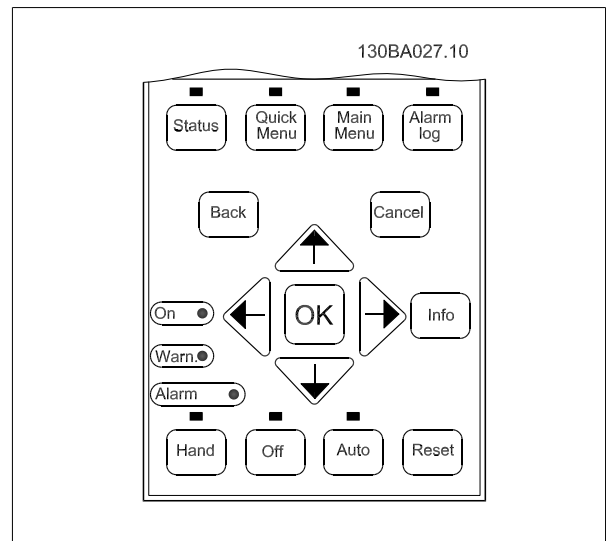 130BA027.10
Status
Quick
Menu
Main
Menu
Alarm
log
Back
Cancel
On
OK
Info
Warn.
Alarm
Hand
Off
Auto
Reset